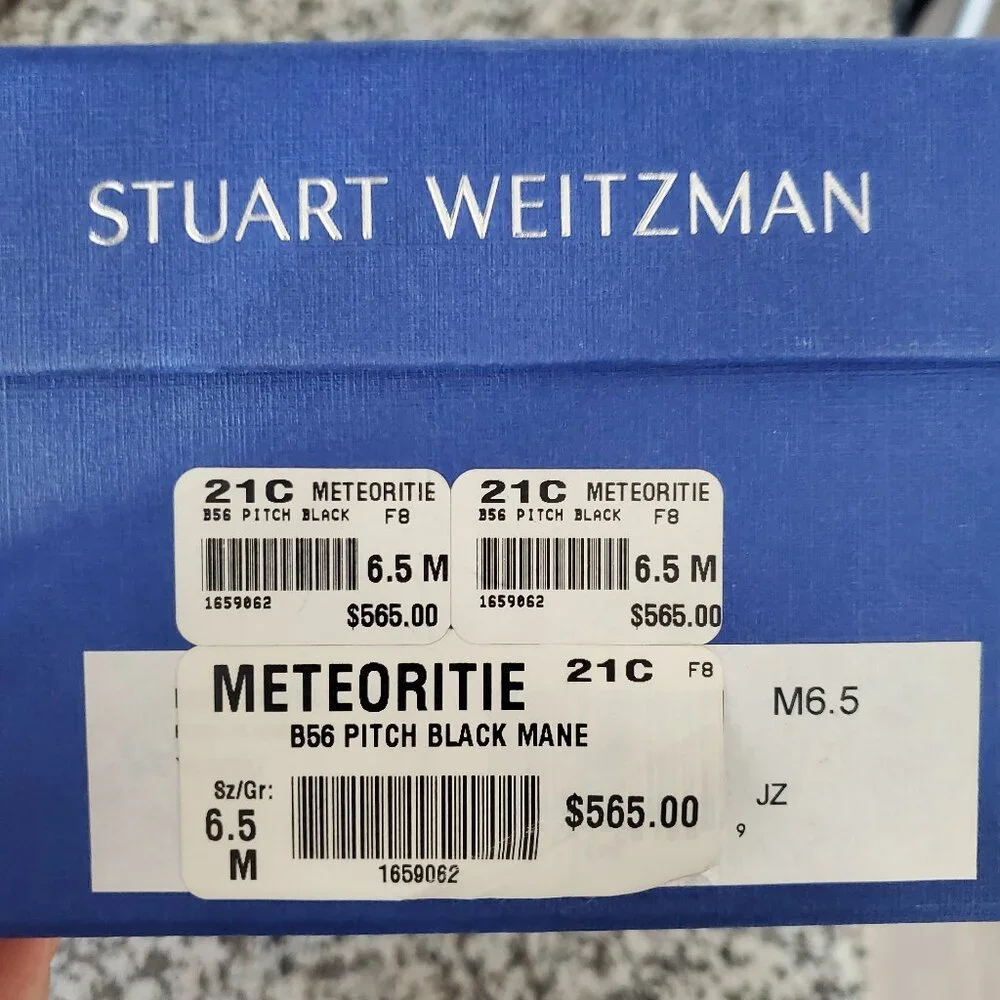 STUART WEITZMAN
21C METEORITIE
B56 PITCH BLACK F8
6.5 M
1659062
$565.00
21C METEORITIE
B56 PITCH BLACK F8
6.5 M
1659062
$565.00
METEORITIE 21C F8
B56 PITCH BLACK MANE
Sz/Gr:
6.5
M
$565.00
1659062
M6.5
JZ
9